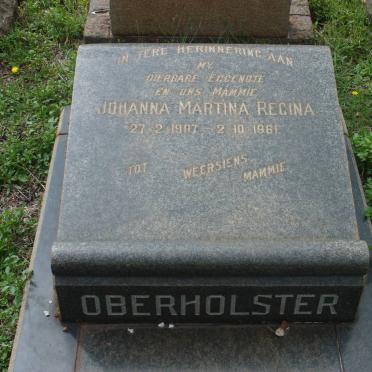 IN TERE HERINNERING AAN
MY
DIERBARE EGGENOTE
EN ONS MAMMIE
JOHANNA MARTINA REGINA
27·2·1907 - 2·10·1961
TOT WEERSIENS
MAMMIE
OBERHOLSTER